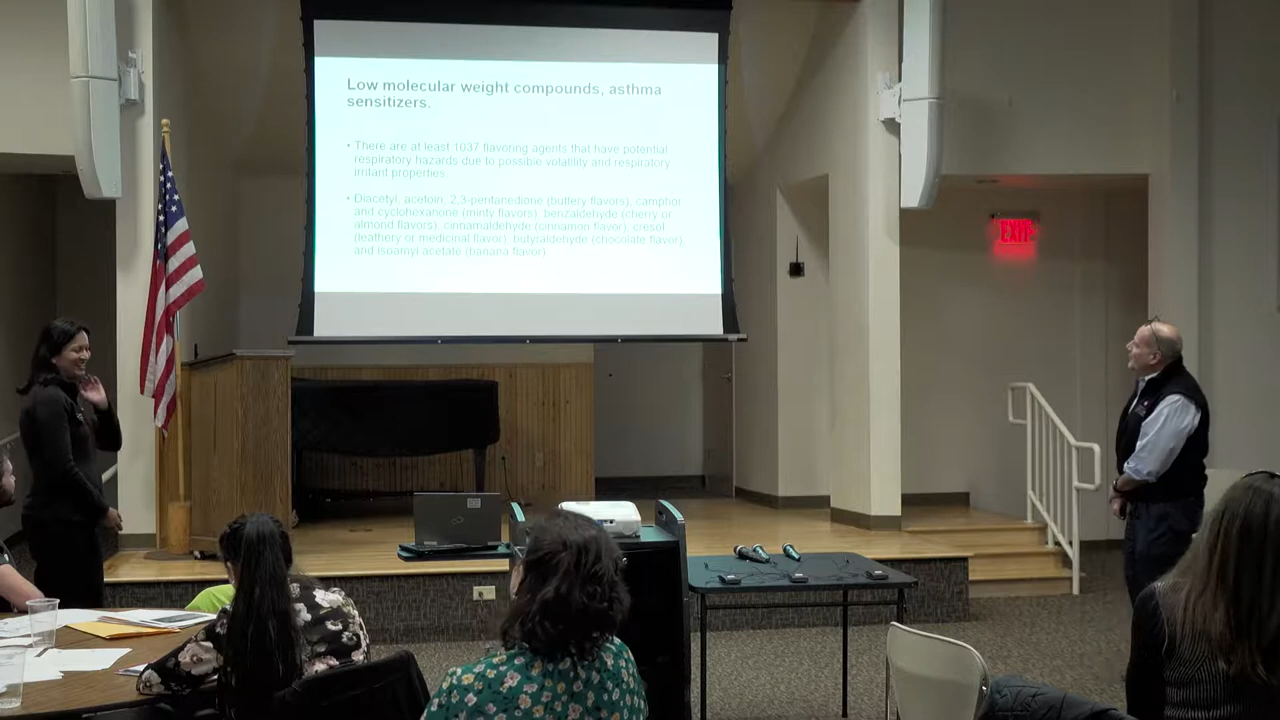 Low molecular weight compounds, asthma
sensitizers.
• There are at least 1037 flavoring agents that have potential
respiratory hazards due to possible volatility and respiratory
irritant properties.
• Diacetyl, acetoin, 2,3-pentanedione (buttery flavors), camphor
and cyclohexanone (minty flavors), benzaldehyde (cherry or
almond flavors), cinnamaldehyde (cinnamon flavor), cresol
(leathery or medicinal flavor), butyraldehyde (chocolate flavor),
and isoamyl acetate (banana flavor).
EXIT